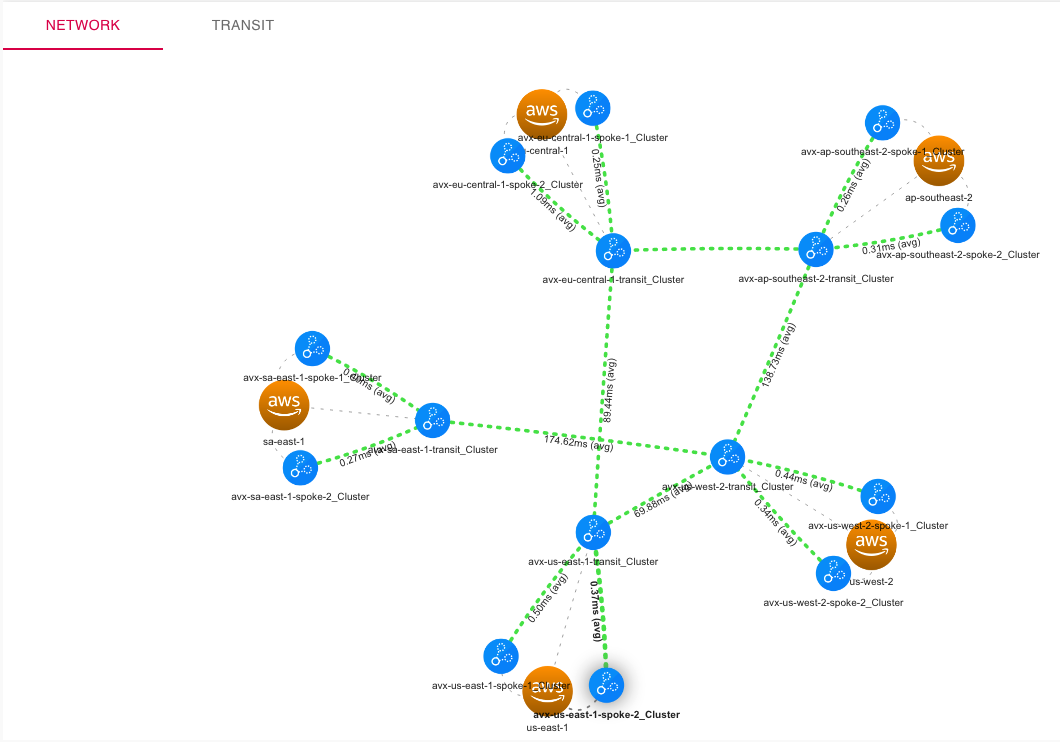 NETWORK
TRANSIT
aws
avx-eu-central-1-spoke-1_Cluster
-central-1
avx-eu-central-1-spoke-2_Cluster
0.25ms (avg)
1.09ms (avg)
avx-eu-central-1-transit_Cluster
avx-ap-southeast-2-spoke-1_Cluster
aws
ap-southeast-2
0.26ms (avg)
0.31ms (avg)
avx-ap-southeast-2-spoke-2_Cluster
avx-ap-southeast-2-transit_Cluster
138.73ms (avg)
89.44ms (avg)
avx-sa-east-1-spoke-1_Cluster
(avg)
aws
sa-east-1
0.27ms (avg)
avx-sa-east-1-transit_Cluster
avx-sa-east-1-spoke-2_Cluster
174.62ms (avg)
avx-us-west-2-transit_Cluster
69.88ms (avg)
0.44ms (avg)
0.34ms (avg)
avx-us-west-2-spoke-1_Cluster
aws
us-west-2
avx-us-west-2-spoke-2_Cluster
avx-us-east-1-transit_Cluster
0.50ms (avg)
0.37ms (avg)
avx-us-east-1-spoke-1_Cluster
aws
avx-us-east-1-spoke-2_Cluster
us-east-1